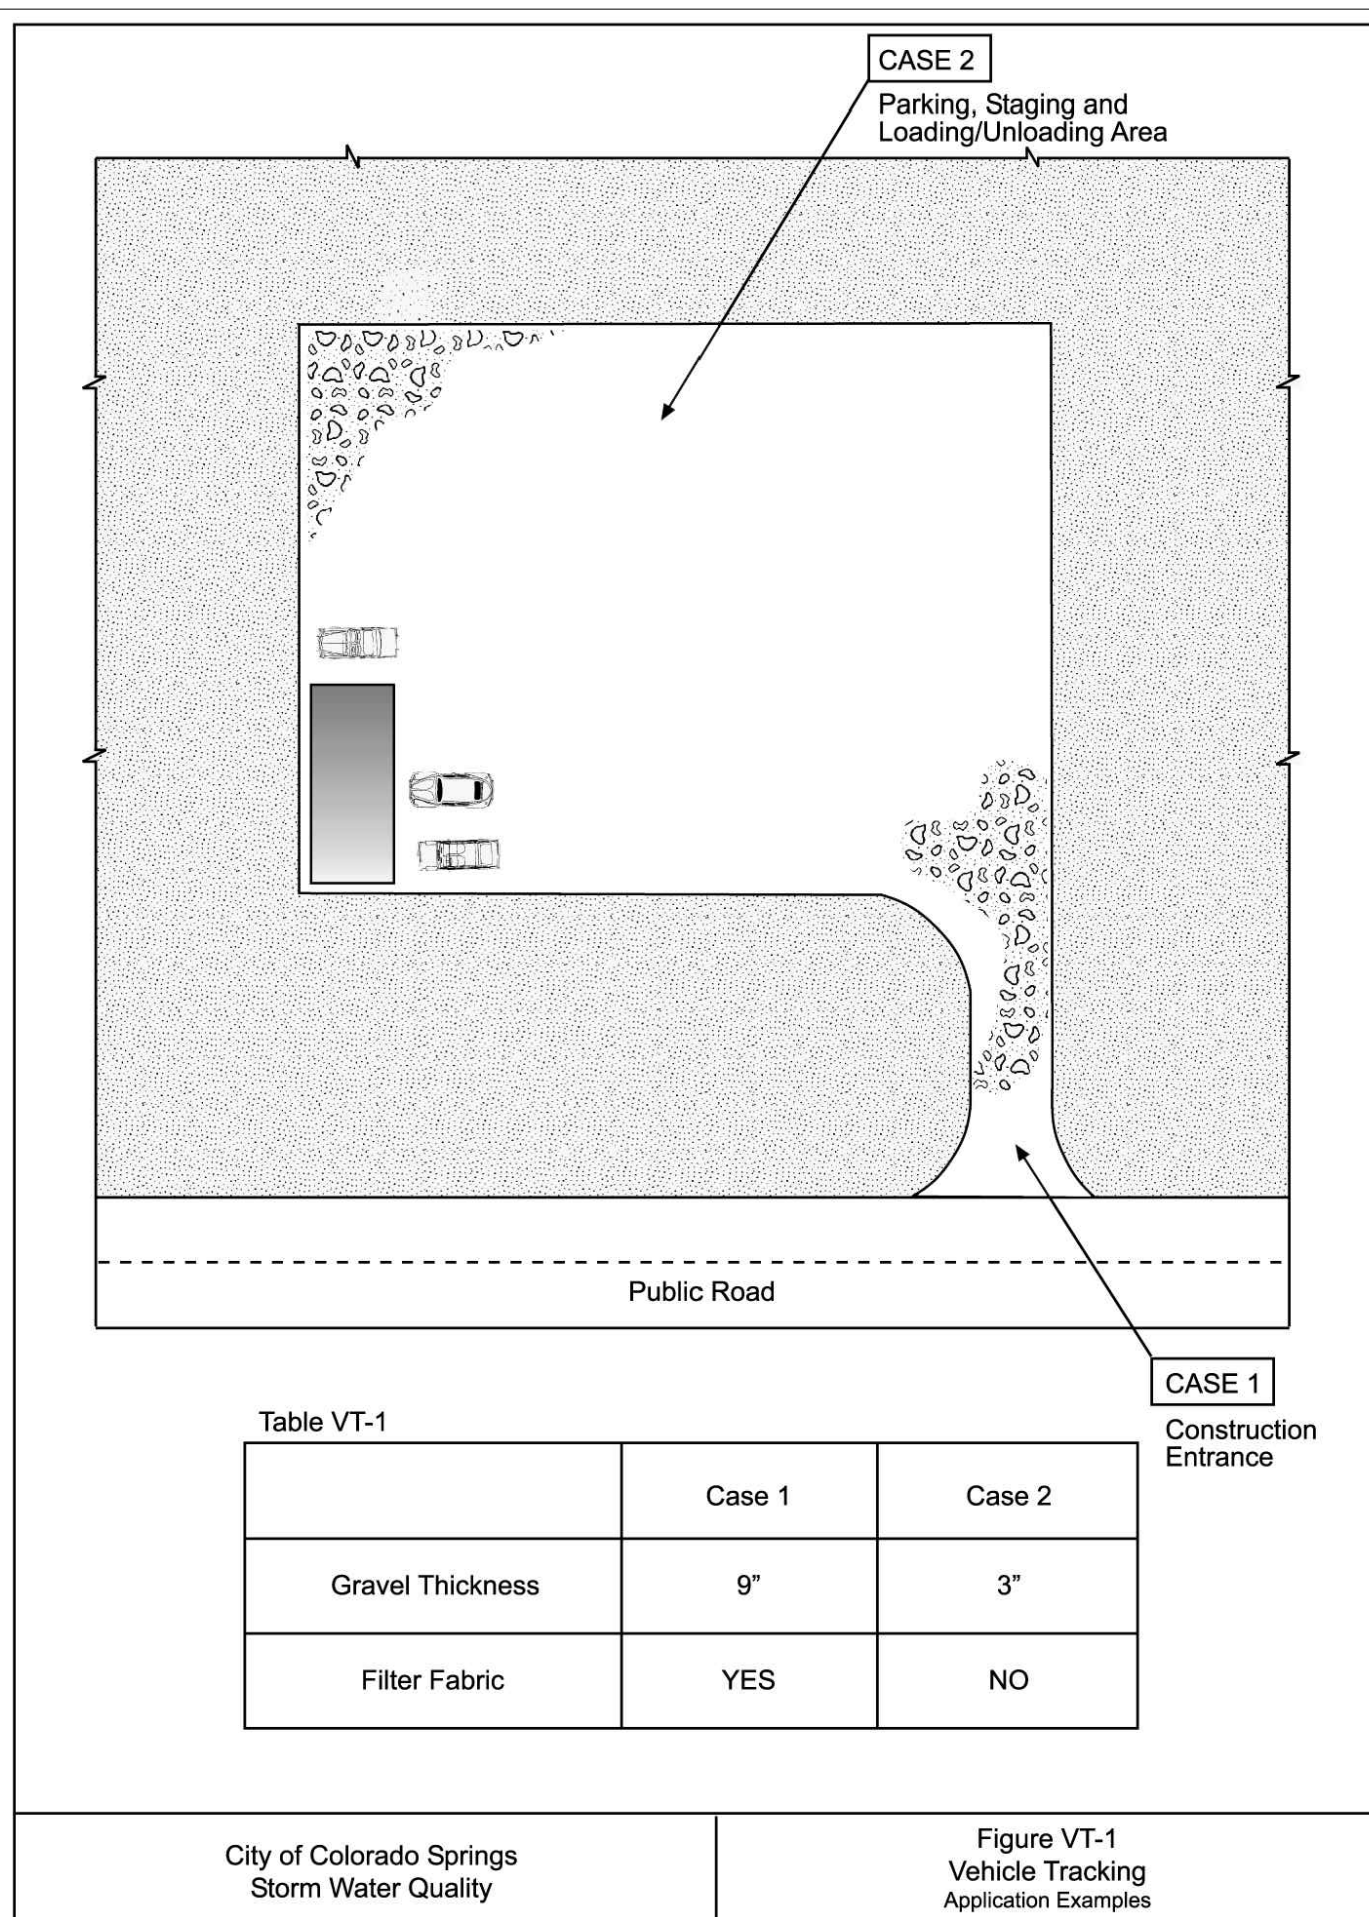 CASE 2
Parking, Staging and
Loading/Unloading Area
Public Road
CASE 1
Construction
Entrance
Table VT-1
Case 1 Case 2
Gravel Thickness 9” 3”
Filter Fabric YES NO
City of Colorado Springs
Storm Water Quality
Figure VT-1
Vehicle Tracking
Application Examples